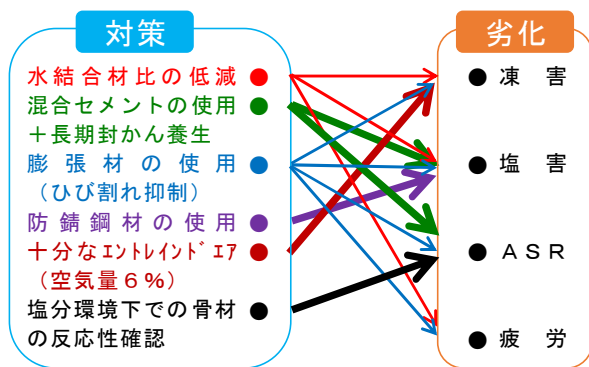 対策
水結合材比の低減 ●
混合セメントの使用 ●
＋長期封かん養生
膨張材の使用 ●
（ひび割れ抑制）
防錆鋼材の使用 ●
十分なエントレインドエア ●
（空気量６％）
塩分環境下での骨材 ●
の反応性確認
劣化
● 凍害
● 塩害
● ＡＳＲ
● 疲労